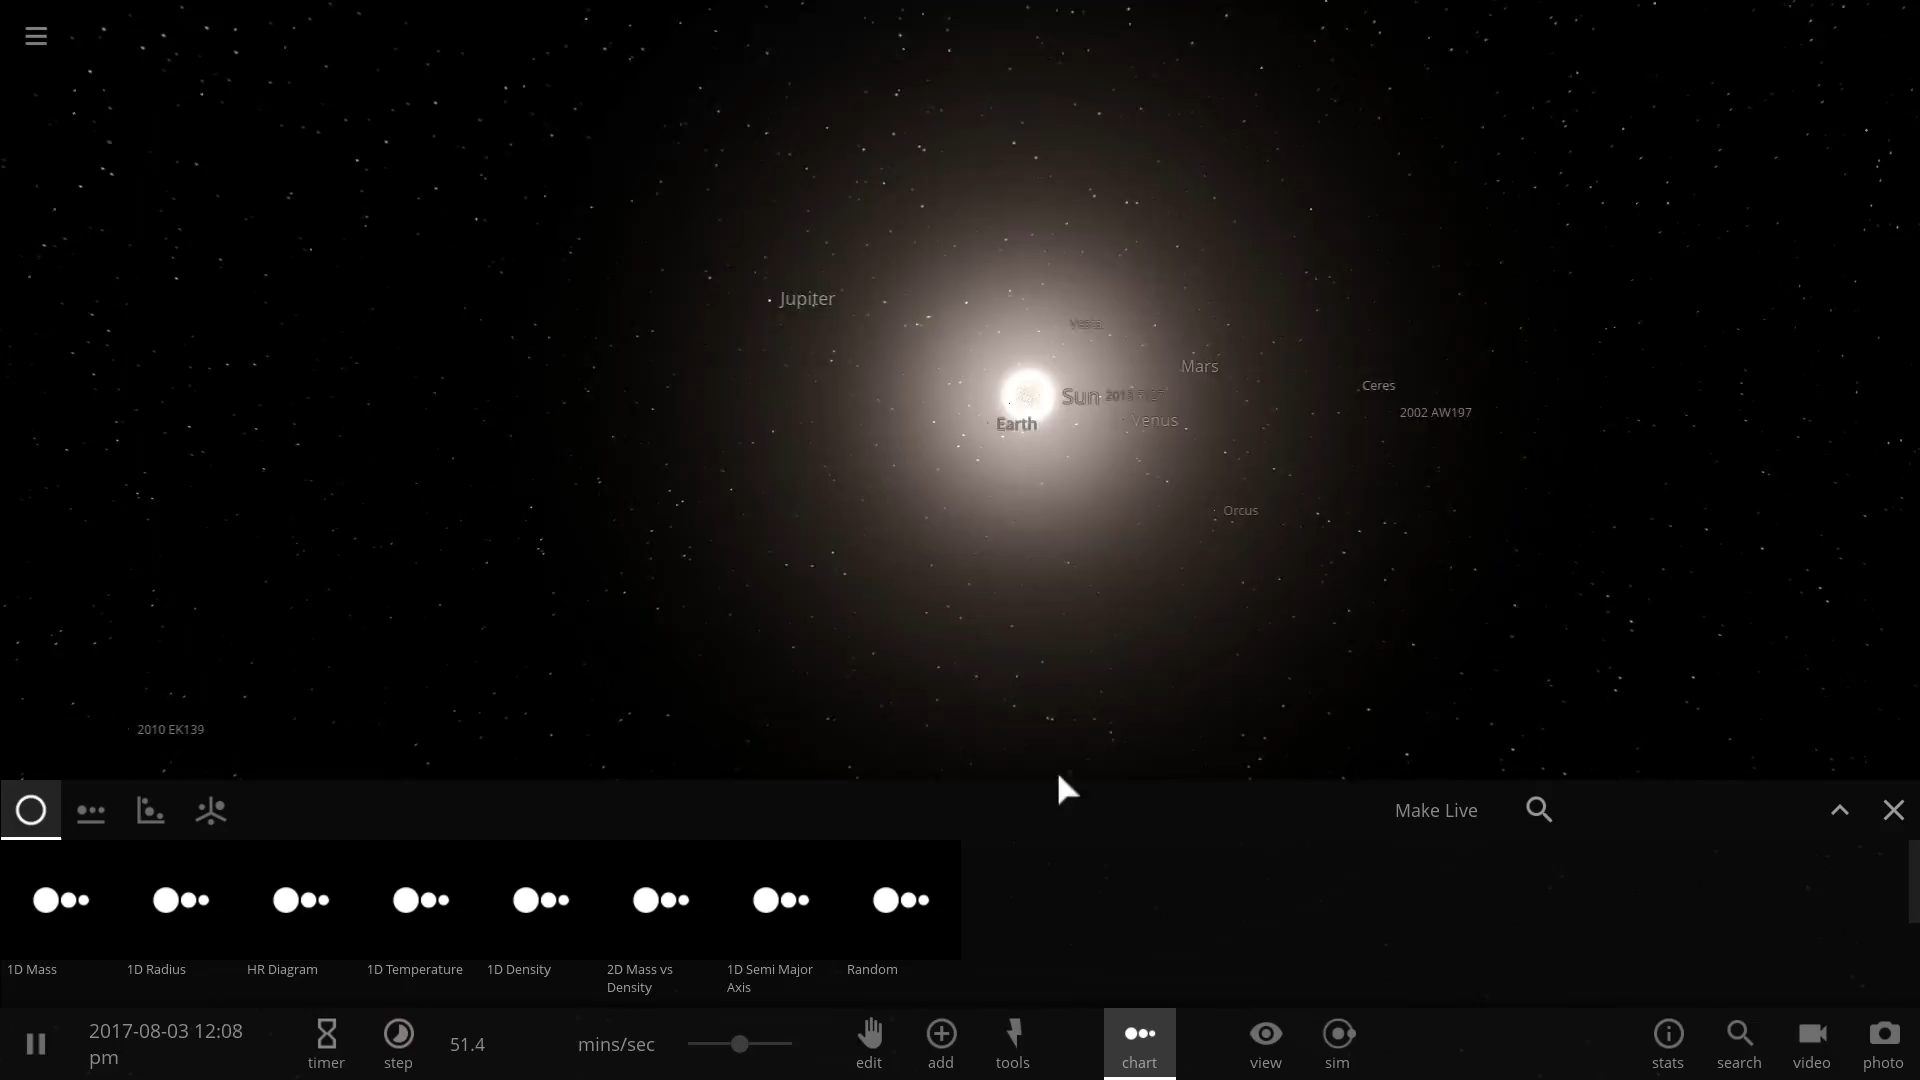 Jupiter
Vesta
Mars
Sun
Ceres
2002 AW197
Venus
Earth
Orcus
2010 EK139
Make Live
1D Mass
1D Radius
HR Diagram
1D Temperature
1D Density
2D Mass vs
Density
1D Semi Major
Axis
Random
2017-08-03 12:08
pm
timer
step
51.4
mins/sec
edit
add
tools
chart
view
sim
stats
search
video
photo